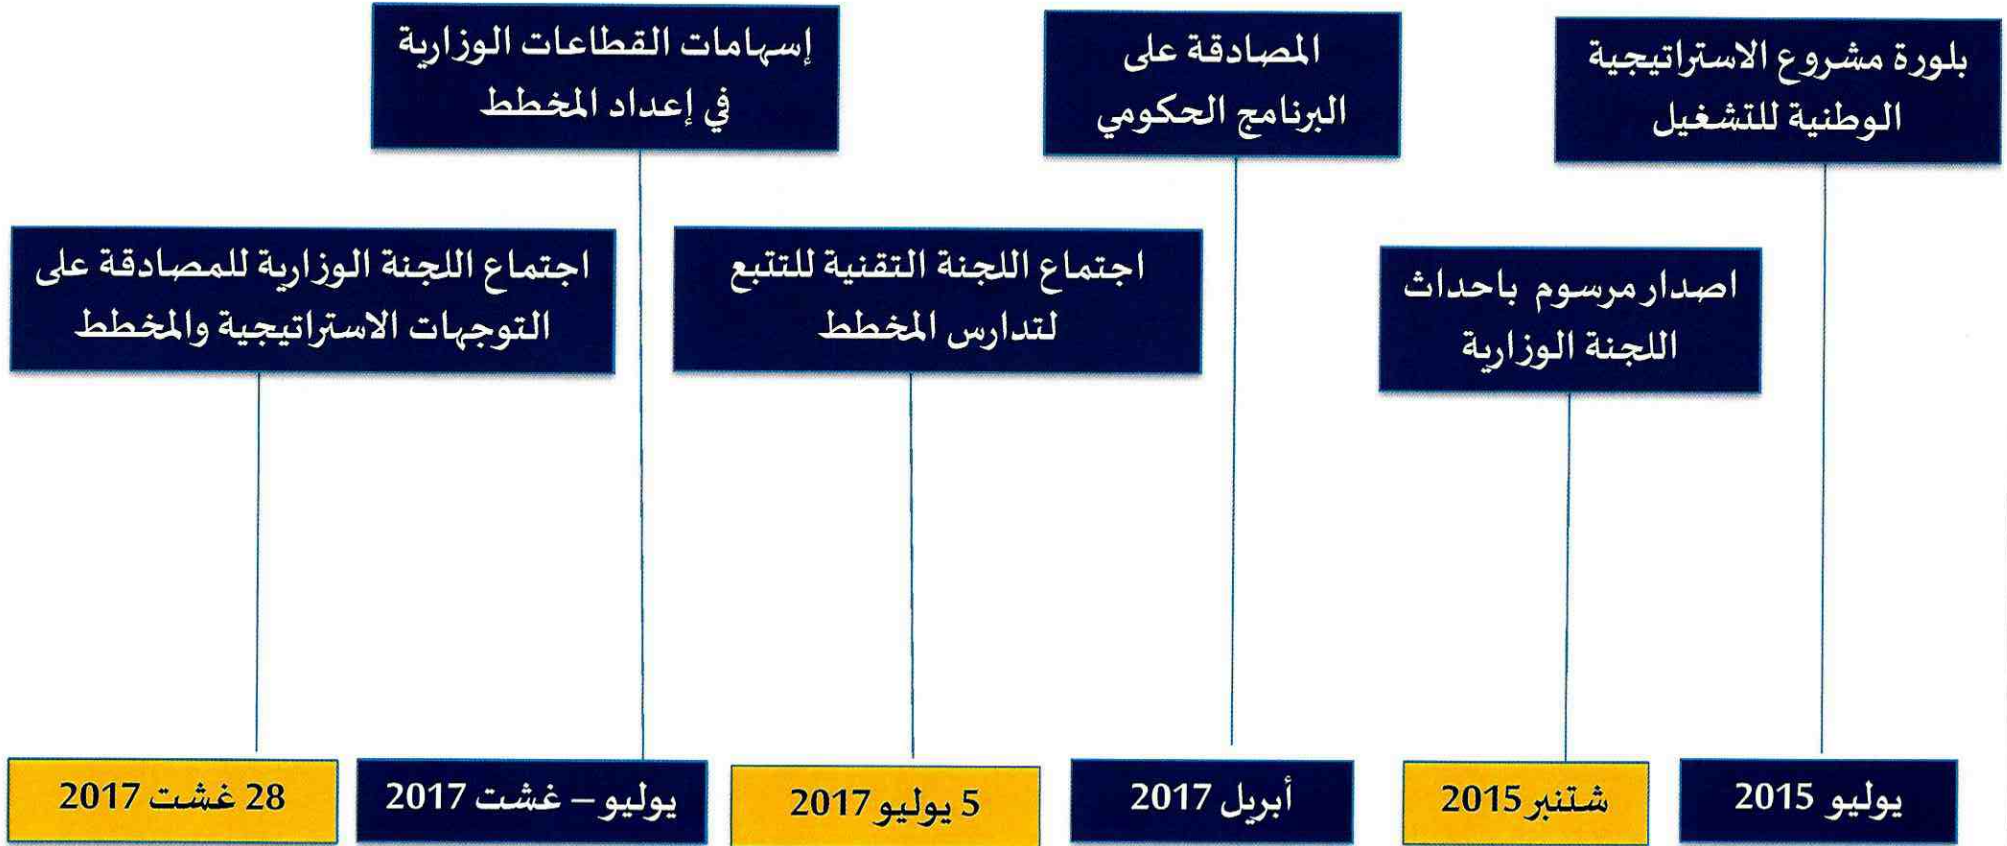 بلورة مشروع الاستراتيجية
الوطنية للتشغيل
المصادقة على
البرنامج الحكومي
إسهامات القطاعات الوزارية
في إعداد المخطط
اصدار مرسوم باحداث
اللجنة الوزارية
اجتماع اللجنة التقنية للتتبع
لتدارس المخطط
اجتماع اللجنة الوزارية للمصادقة على
التوجهات الاستراتيجية والمخطط
يوليو 2015
شتنبر 2015
أبريل 2017
5 يوليو 2017
يوليو – غشت 2017
28 غشت 2017